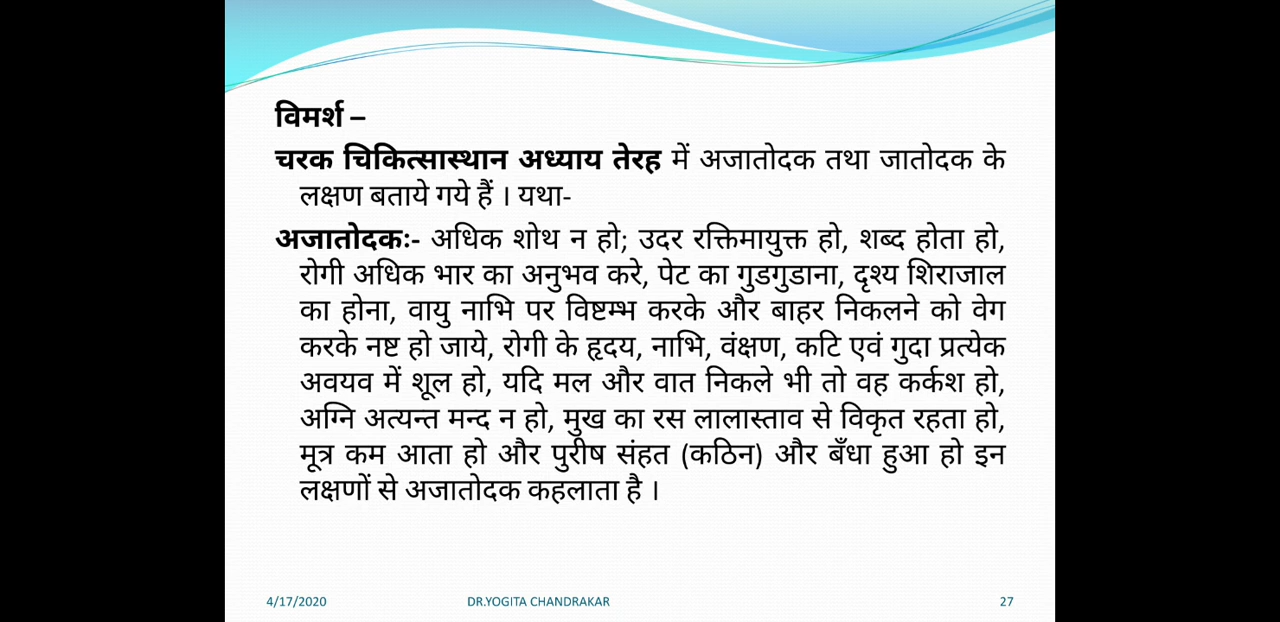 विमर्श –
चरक चिकित्सास्थान अध्याय तेरह में अजातोदक तथा जातोदक के
लक्षण बताये गये हैं । यथा-
अजातोदकः- अधिक शोथ न हो; उदर रक्तिमायुक्त हो, शब्द होता हो,
रोगी अधिक भार का अनुभव करे, पेट का गुडगुडाना, दृश्य शिराजाल
का होना, वायु नाभि पर विष्टम्भ करके और बाहर निकलने को वेग
करके नष्ट हो जाये, रोगी के हृदय, नाभि, वंक्षण, कटि एवं गुदा प्रत्येक
अवयव में शूल हो, यदि मल और वात निकले भी तो वह कर्कश हो,
अग्नि अत्यन्त मन्द न हो, मुख का रस लालास्ताव से विकृत रहता हो,
मूत्र कम आता हो और पुरीष संहत (कठिन) और बँधा हुआ हो इन
लक्षणों से अजातोदक कहलाता है ।
4/17/2020 DR.YOGITA CHANDRAKAR 27